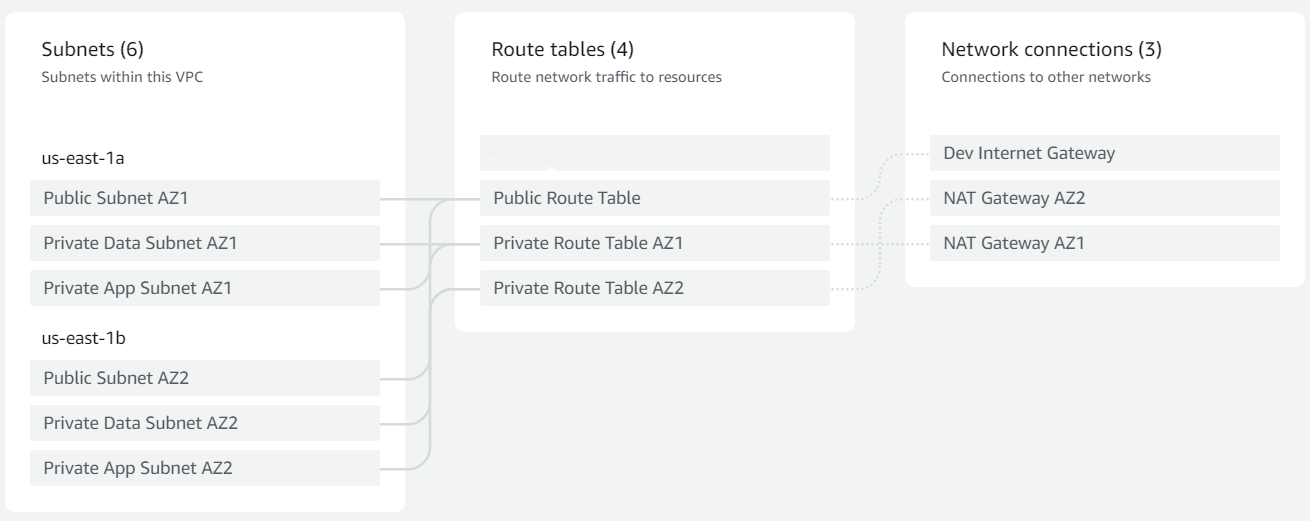 Subnets (6)
Subnets within this VPC
us-east-1a
Public Subnet AZ1
Private Data Subnet AZ1
Private App Subnet AZ1
us-east-1b
Public Subnet AZ2
Private Data Subnet AZ2
Private App Subnet AZ2
Route tables (4)
Route network traffic to resources
Public Route Table
Private Route Table AZ1
Private Route Table AZ2
Network connections (3)
Connections to other networks
Dev Internet Gateway
NAT Gateway AZ2
NAT Gateway AZ1